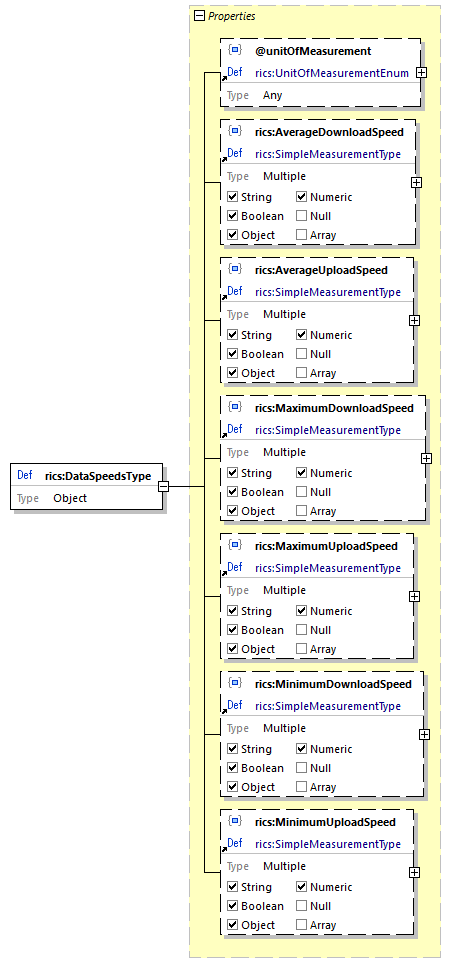 Properties
@unitOfMeasurement
Def rics:UnitOfMeasurementEnum
Type Any
rics:AverageDownloadSpeed
Def rics:SimpleMeasurementType
Type Multiple
String Numeric
Boolean Null
Object Array
rics:AverageUploadSpeed
Def rics:SimpleMeasurementType
Type Multiple
String Numeric
Boolean Null
Object Array
rics:MaximumDownloadSpeed
Def rics:SimpleMeasurementType
Type Multiple
String Numeric
Boolean Null
Object Array
Def rics:DataSpeedsType
Type Object
rics:MaximumUploadSpeed
Def rics:SimpleMeasurementType
Type Multiple
String Numeric
Boolean Null
Object Array
rics:MinimumDownloadSpeed
Def rics:SimpleMeasurementType
Type Multiple
String Numeric
Boolean Null
Object Array
rics:MinimumUploadSpeed
Def rics:SimpleMeasurementType
Type Multiple
String Numeric
Boolean Null
Object Array